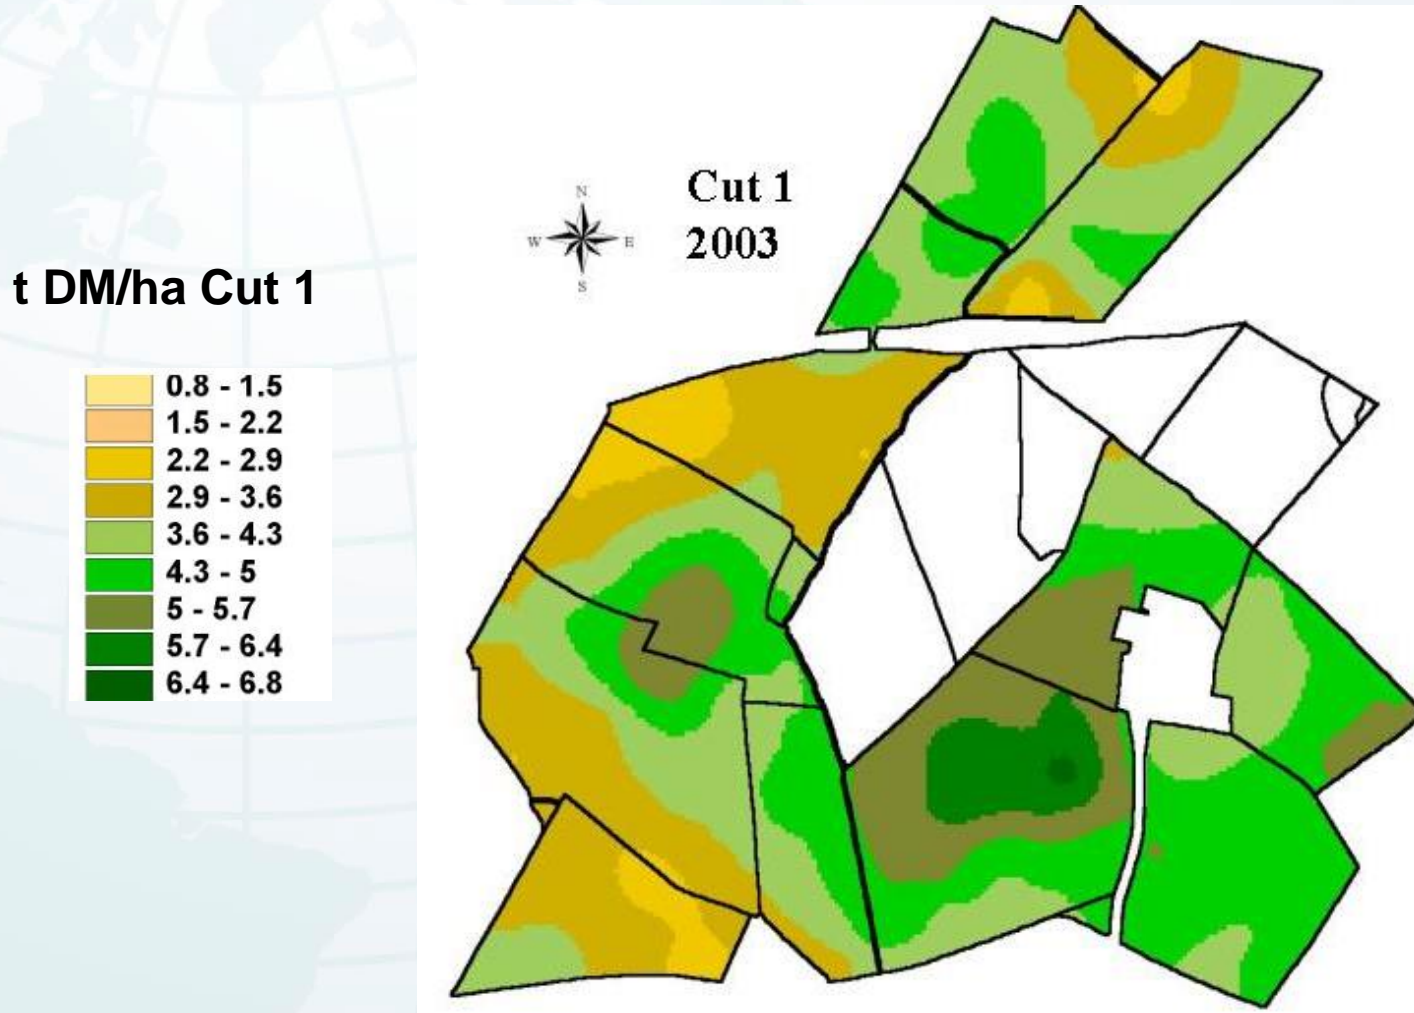 Cut 1
2003
N
W E
S
t DM/ha Cut 1
0.8 - 1.5
1.5 - 2.2
2.2 - 2.9
2.9 - 3.6
3.6 - 4.3
4.3 - 5
5 - 5.7
5.7 - 6.4
6.4 - 6.8